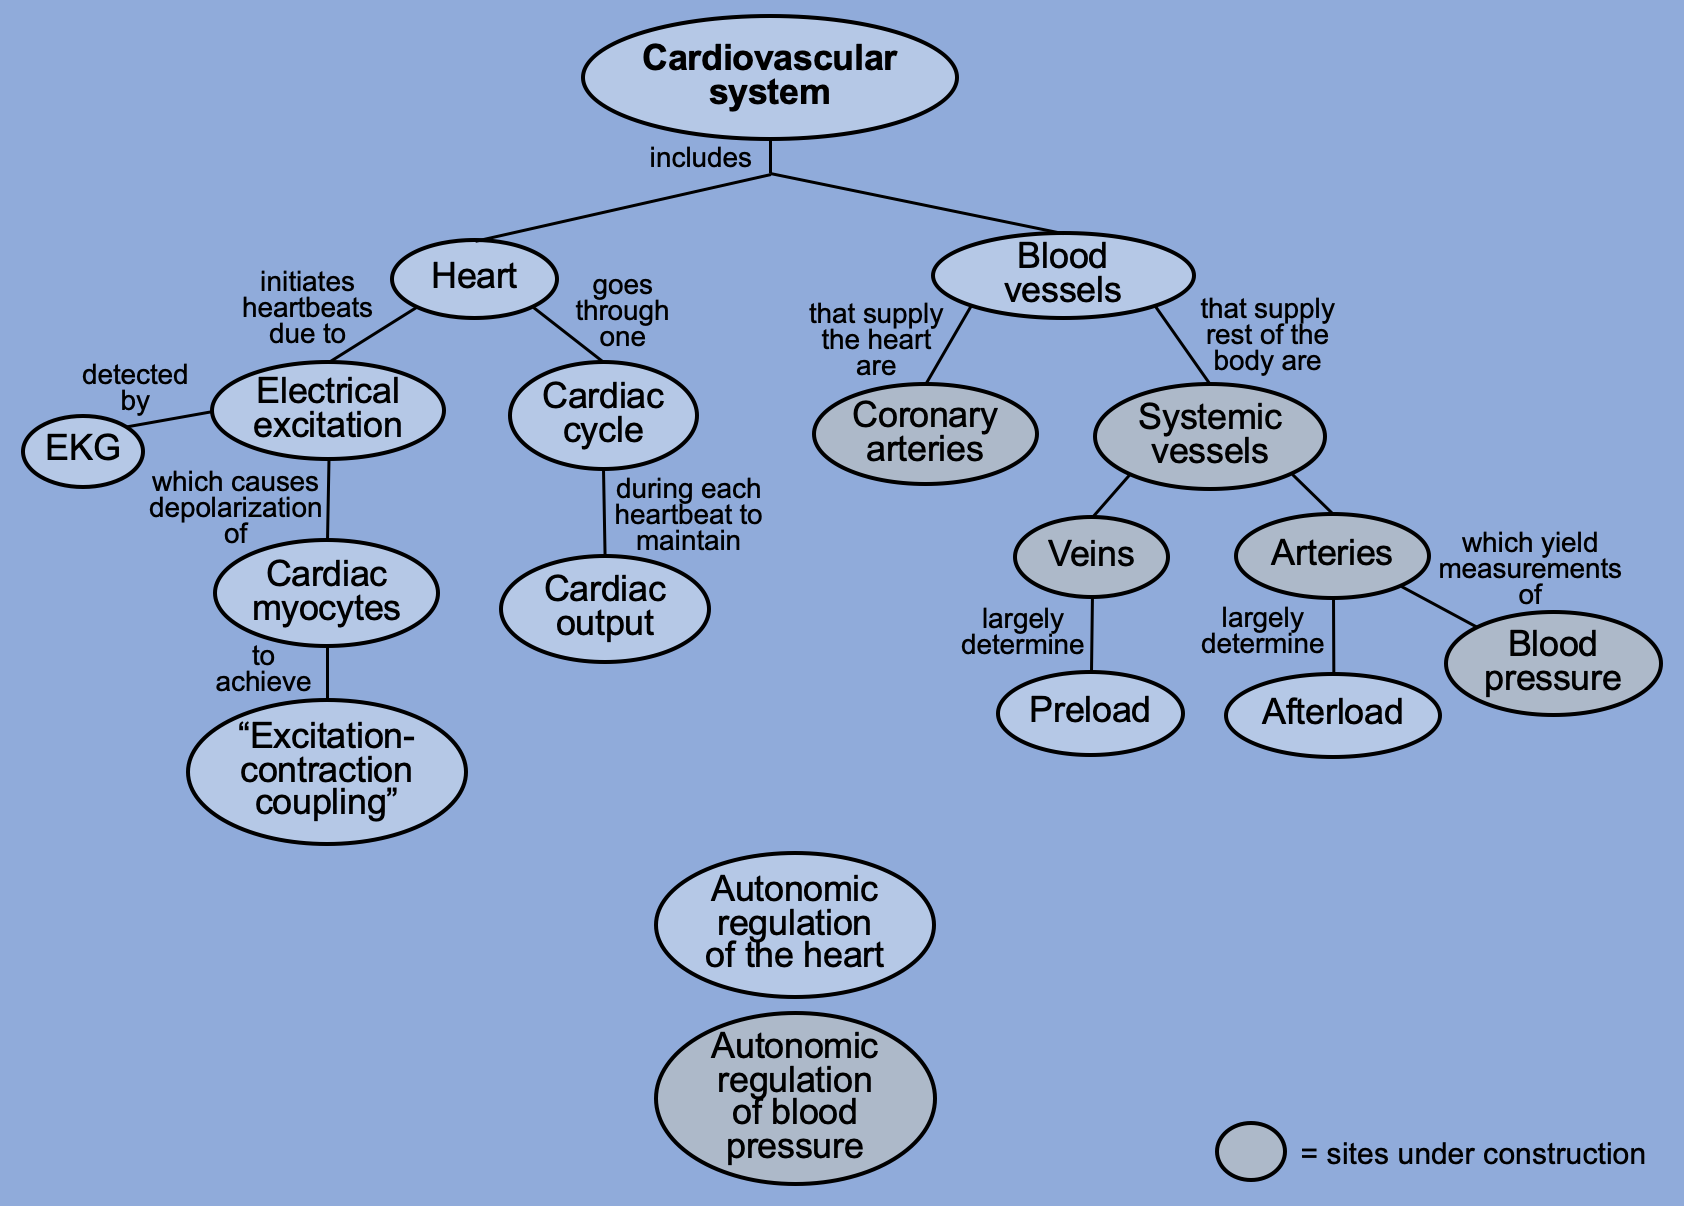 Cardiovascular
system
includes
Heart
Blood
vessels
initiates
heartbeats
due to
goes
through
one
that supply
the heart
are
that supply
rest of the
body are
detected
by
EKG
Electrical
excitation
Cardiac
cycle
Coronary
arteries
Systemic
vessels
which causes
depolarization
of
during each
heartbeat to
maintain
Veins
Arteries
which yield
measurements
of
Cardiac
myocytes
Cardiac
output
largely
determine
largely
determine
Blood
pressure
to
achieve
Preload
Afterload
“Excitation-
contraction
coupling”
Autonomic
regulation
of the heart
Autonomic
regulation
of blood
pressure
= sites under construction